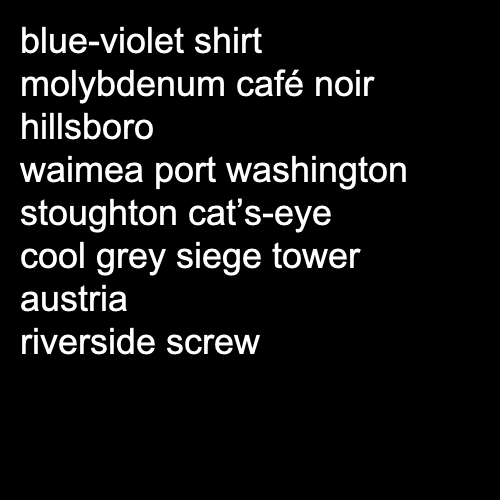 blue-violet shirt
molybdenum café noir
hillsboro
waimea port washington
stoughton cat’s-eye
cool grey siege tower
austria
riverside screw